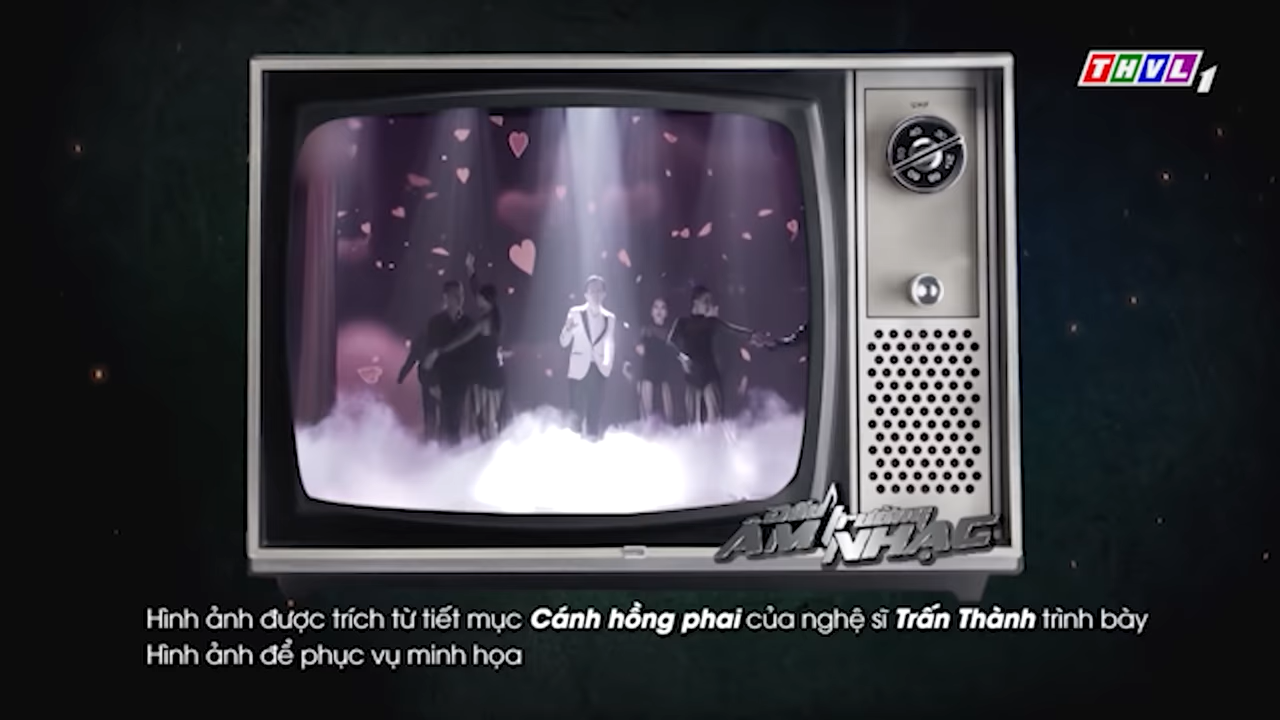 THVL1
ĐẤU TRƯỜNG
ÂM NHẠC
Hình ảnh được trích từ tiết mục Cánh hồng phai của nghệ sĩ Trấn Thành trình bày
Hình ảnh để phục vụ minh họa